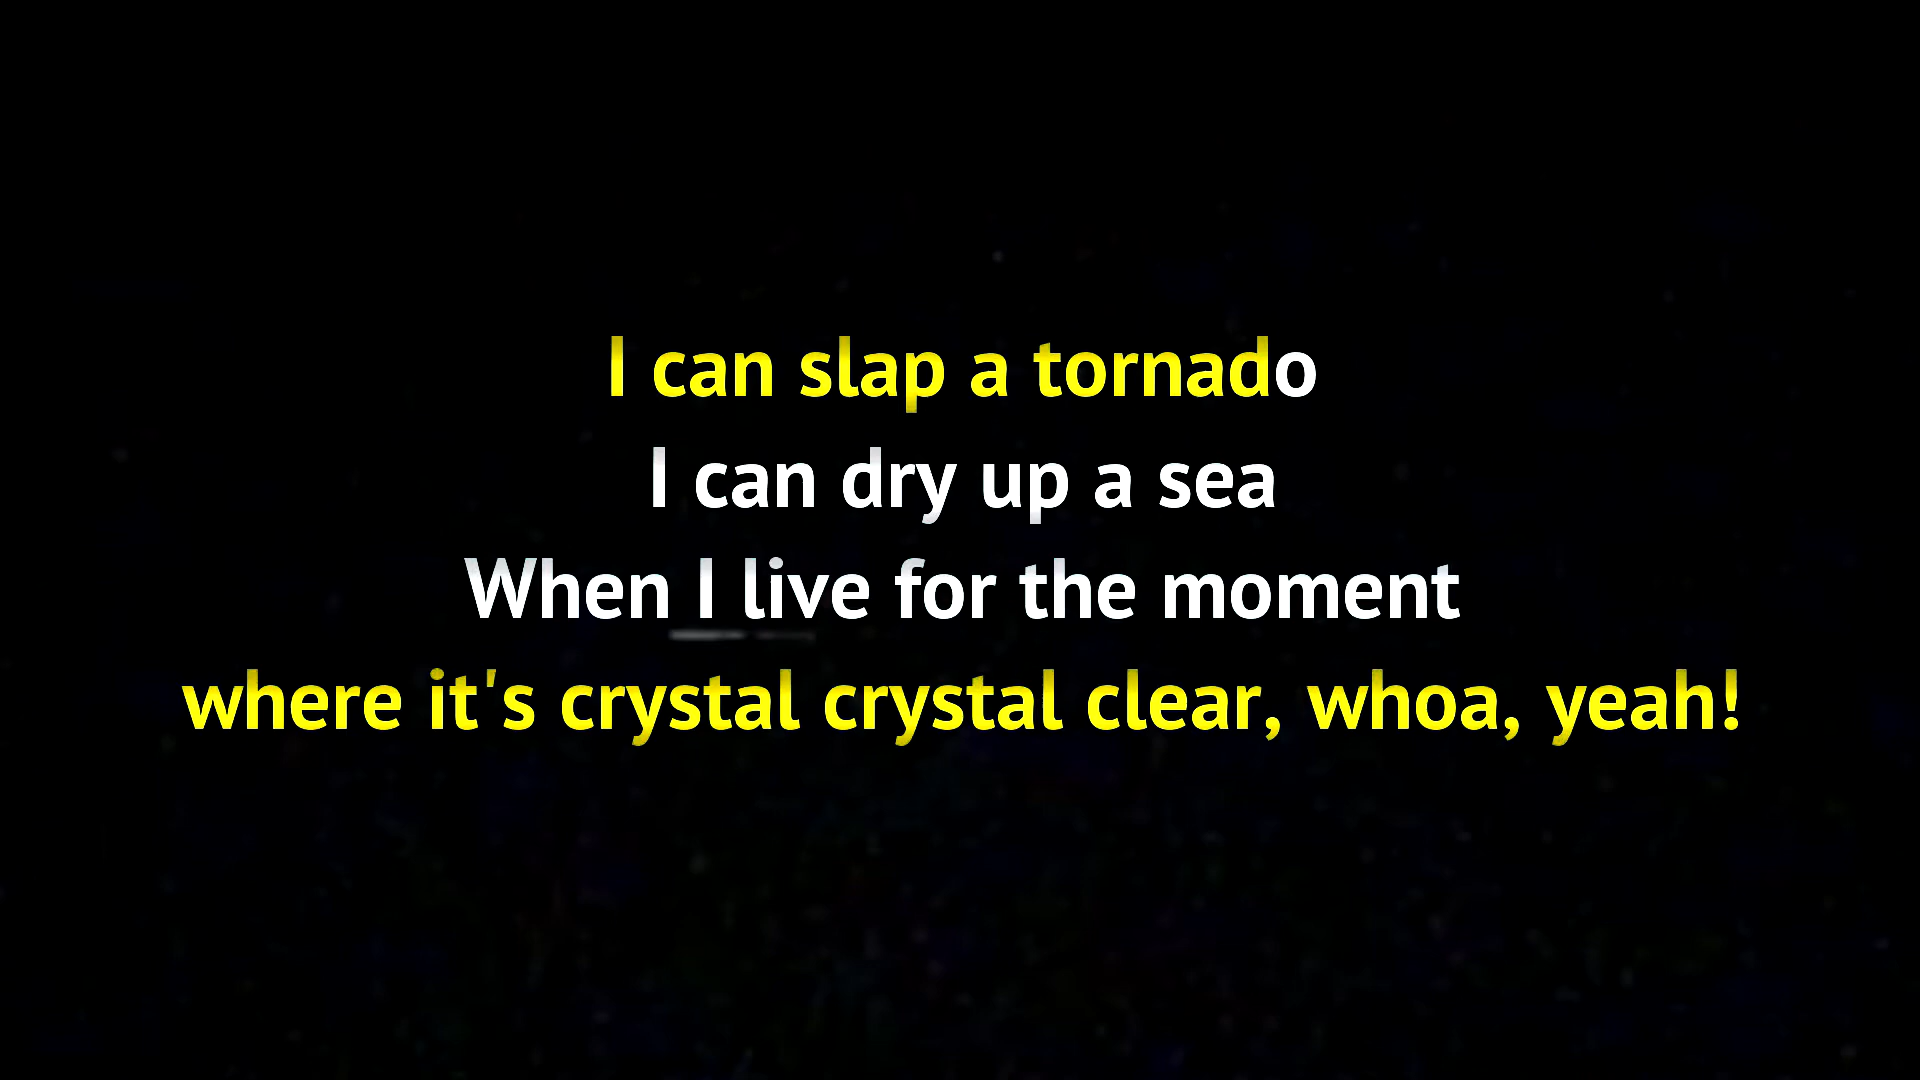 I can slap a tornado
I can dry up a sea
When I live for the moment
where it's crystal crystal clear, whoa, yeah!